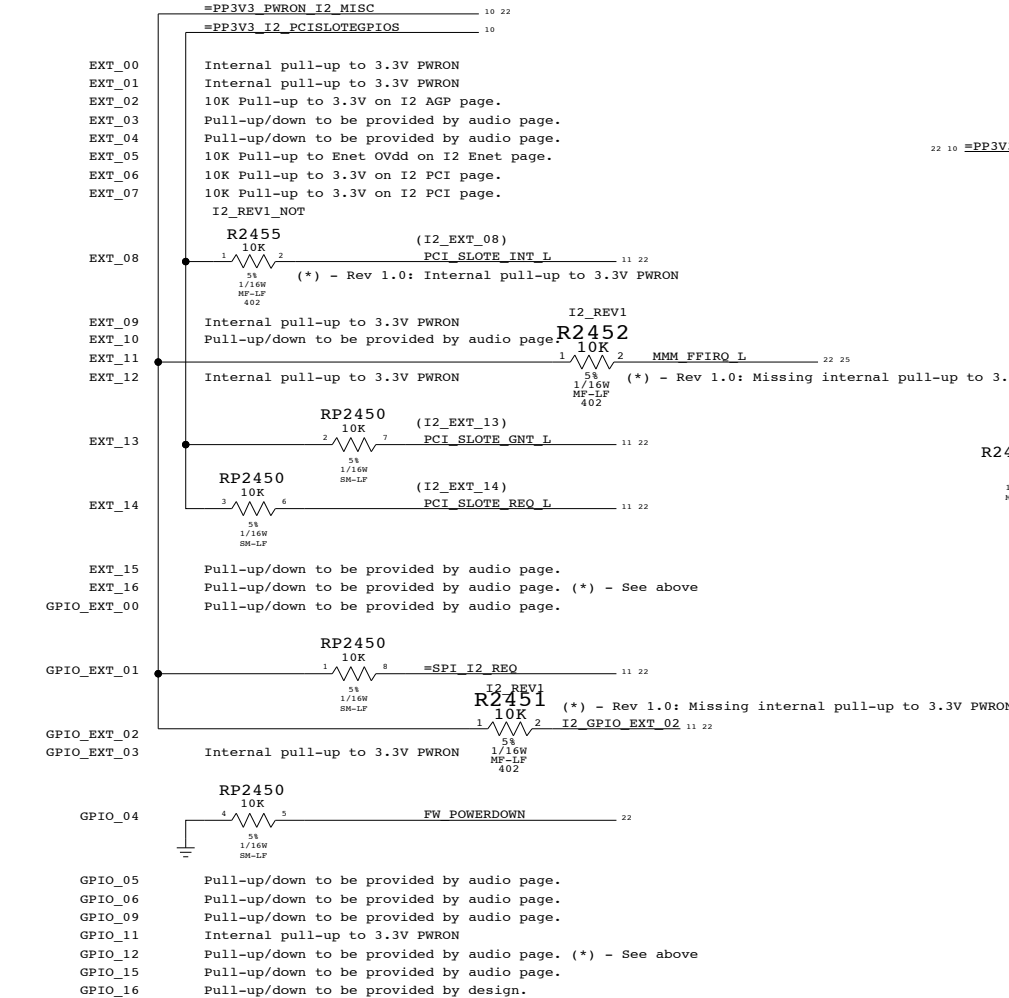 =PP3V3_PWRON_I2_MISC 10 22
=PP3V3_I2_PCISLOTEGPIOS 10
EXT_00 Internal pull-up to 3.3V PWRON
EXT_01 Internal pull-up to 3.3V PWRON
EXT_02 10K Pull-up to 3.3V on I2 AGP page.
EXT_03 Pull-up/down to be provided by audio page.
EXT_04 Pull-up/down to be provided by audio page.
22 10 =PP3V
EXT_05 10K Pull-up to Enet OVdd on I2 Enet page.
EXT_06 10K Pull-up to 3.3V on I2 PCI page.
EXT_07 10K Pull-up to 3.3V on I2 PCI page.
I2_REV1_NOT
R2455
10K
(I2_EXT_08)
EXT_08 1 2 PCI_SLOTE_INT_L 11 22
5%
1/16W
MF-LF
402
(*) - Rev 1.0: Internal pull-up to 3.3V PWRON
I2_REV1
EXT_09 Internal pull-up to 3.3V PWRON
EXT_10 Pull-up/down to be provided by audio page.
R2452
10K
EXT_11 1 2 MMM_FFIRQ_L 22 25
EXT_12 Internal pull-up to 3.3V PWRON
5%
1/16W
MF-LF
402
(*) - Rev 1.0: Missing internal pull-up to 3.
RP2450
10K
(I2_EXT_13)
EXT_13 2 7 PCI_SLOTE_GNT_L 11 22
5%
1/16W
SM-LF
R24
RP2450
10K
(I2_EXT_14)
EXT_14 3 6 PCI_SLOTE_REQ_L 11 22
5%
1/16W
SM-LF
EXT_15 Pull-up/down to be provided by audio page.
EXT_16 Pull-up/down to be provided by audio page. (*) - See above
GPIO_EXT_00 Pull-up/down to be provided by audio page.
RP2450
10K
GPIO_EXT_01 1 8 =SPI_I2_REQ 11 22
5%
1/16W
SM-LF
I2_REV1
R2451
10K
(*) - Rev 1.0: Missing internal pull-up to 3.3V PWRON
1 2 I2_GPIO_EXT_02 11 22
GPIO_EXT_02
5%
1/16W
MF-LF
402
GPIO_EXT_03 Internal pull-up to 3.3V PWRON
RP2450
10K
GPIO_04 4 5 FW_POWERDOWN 22
5%
1/16W
SM-LF
GPIO_05 Pull-up/down to be provided by audio page.
GPIO_06 Pull-up/down to be provided by audio page.
GPIO_09 Pull-up/down to be provided by audio page.
GPIO_11 Internal pull-up to 3.3V PWRON
GPIO_12 Pull-up/down to be provided by audio page. (*) - See above
GPIO_15 Pull-up/down to be provided by audio page.
GPIO_16 Pull-up/down to be provided by design.